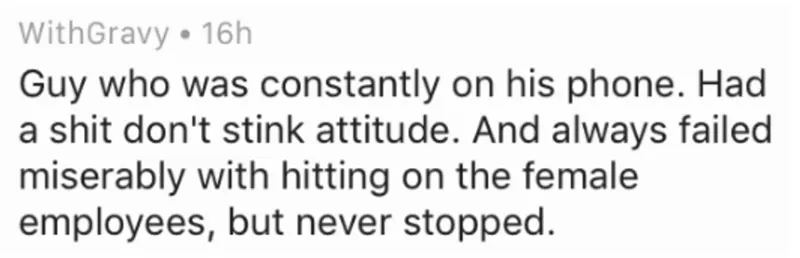 WithGravy • 16h
Guy who was constantly on his phone. Had
a shit don't stink attitude. And always failed
miserably with hitting on the female
employees, but never stopped.